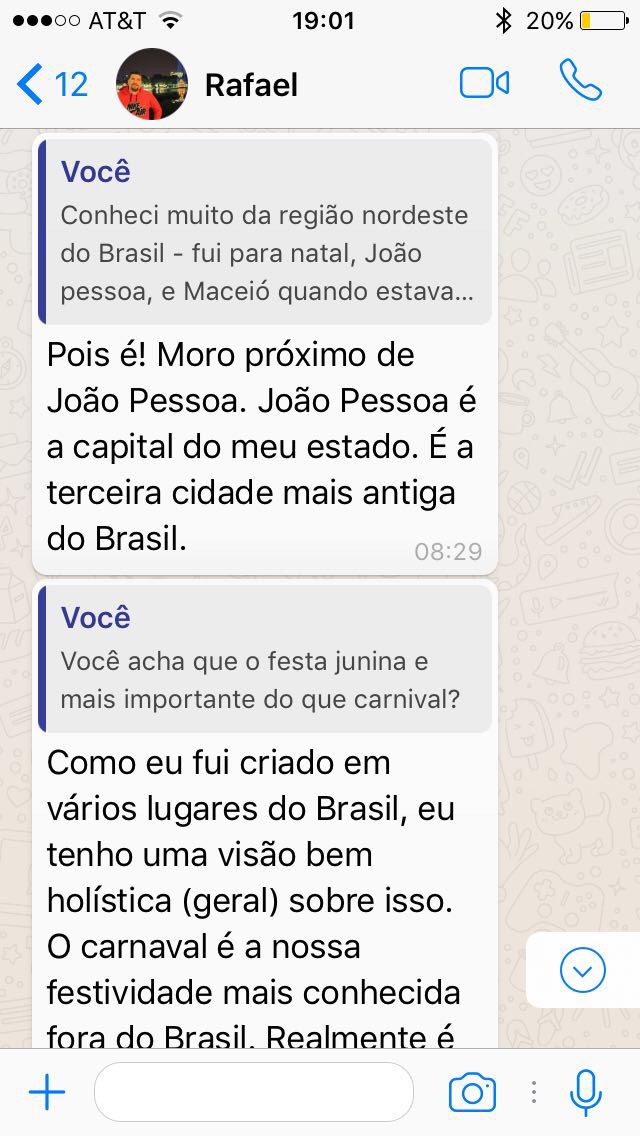 AT&T 19:01 20%
12 Rafael
Você
Conheci muito da região nordeste
do Brasil - fui para natal, João
pessoa, e Maceió quando estava...
Pois é! Moro próximo de
João Pessoa. João Pessoa é
a capital do meu estado. É a
terceira cidade mais antiga
do Brasil.
08:29
Você
Você acha que o festa junina e
mais importante do que carnival?
Como eu fui criado em
vários lugares do Brasil, eu
tenho uma visão bem
holística (geral) sobre isso.
O carnaval é a nossa
festividade mais conhecida
fora do Brasil. Realmente é